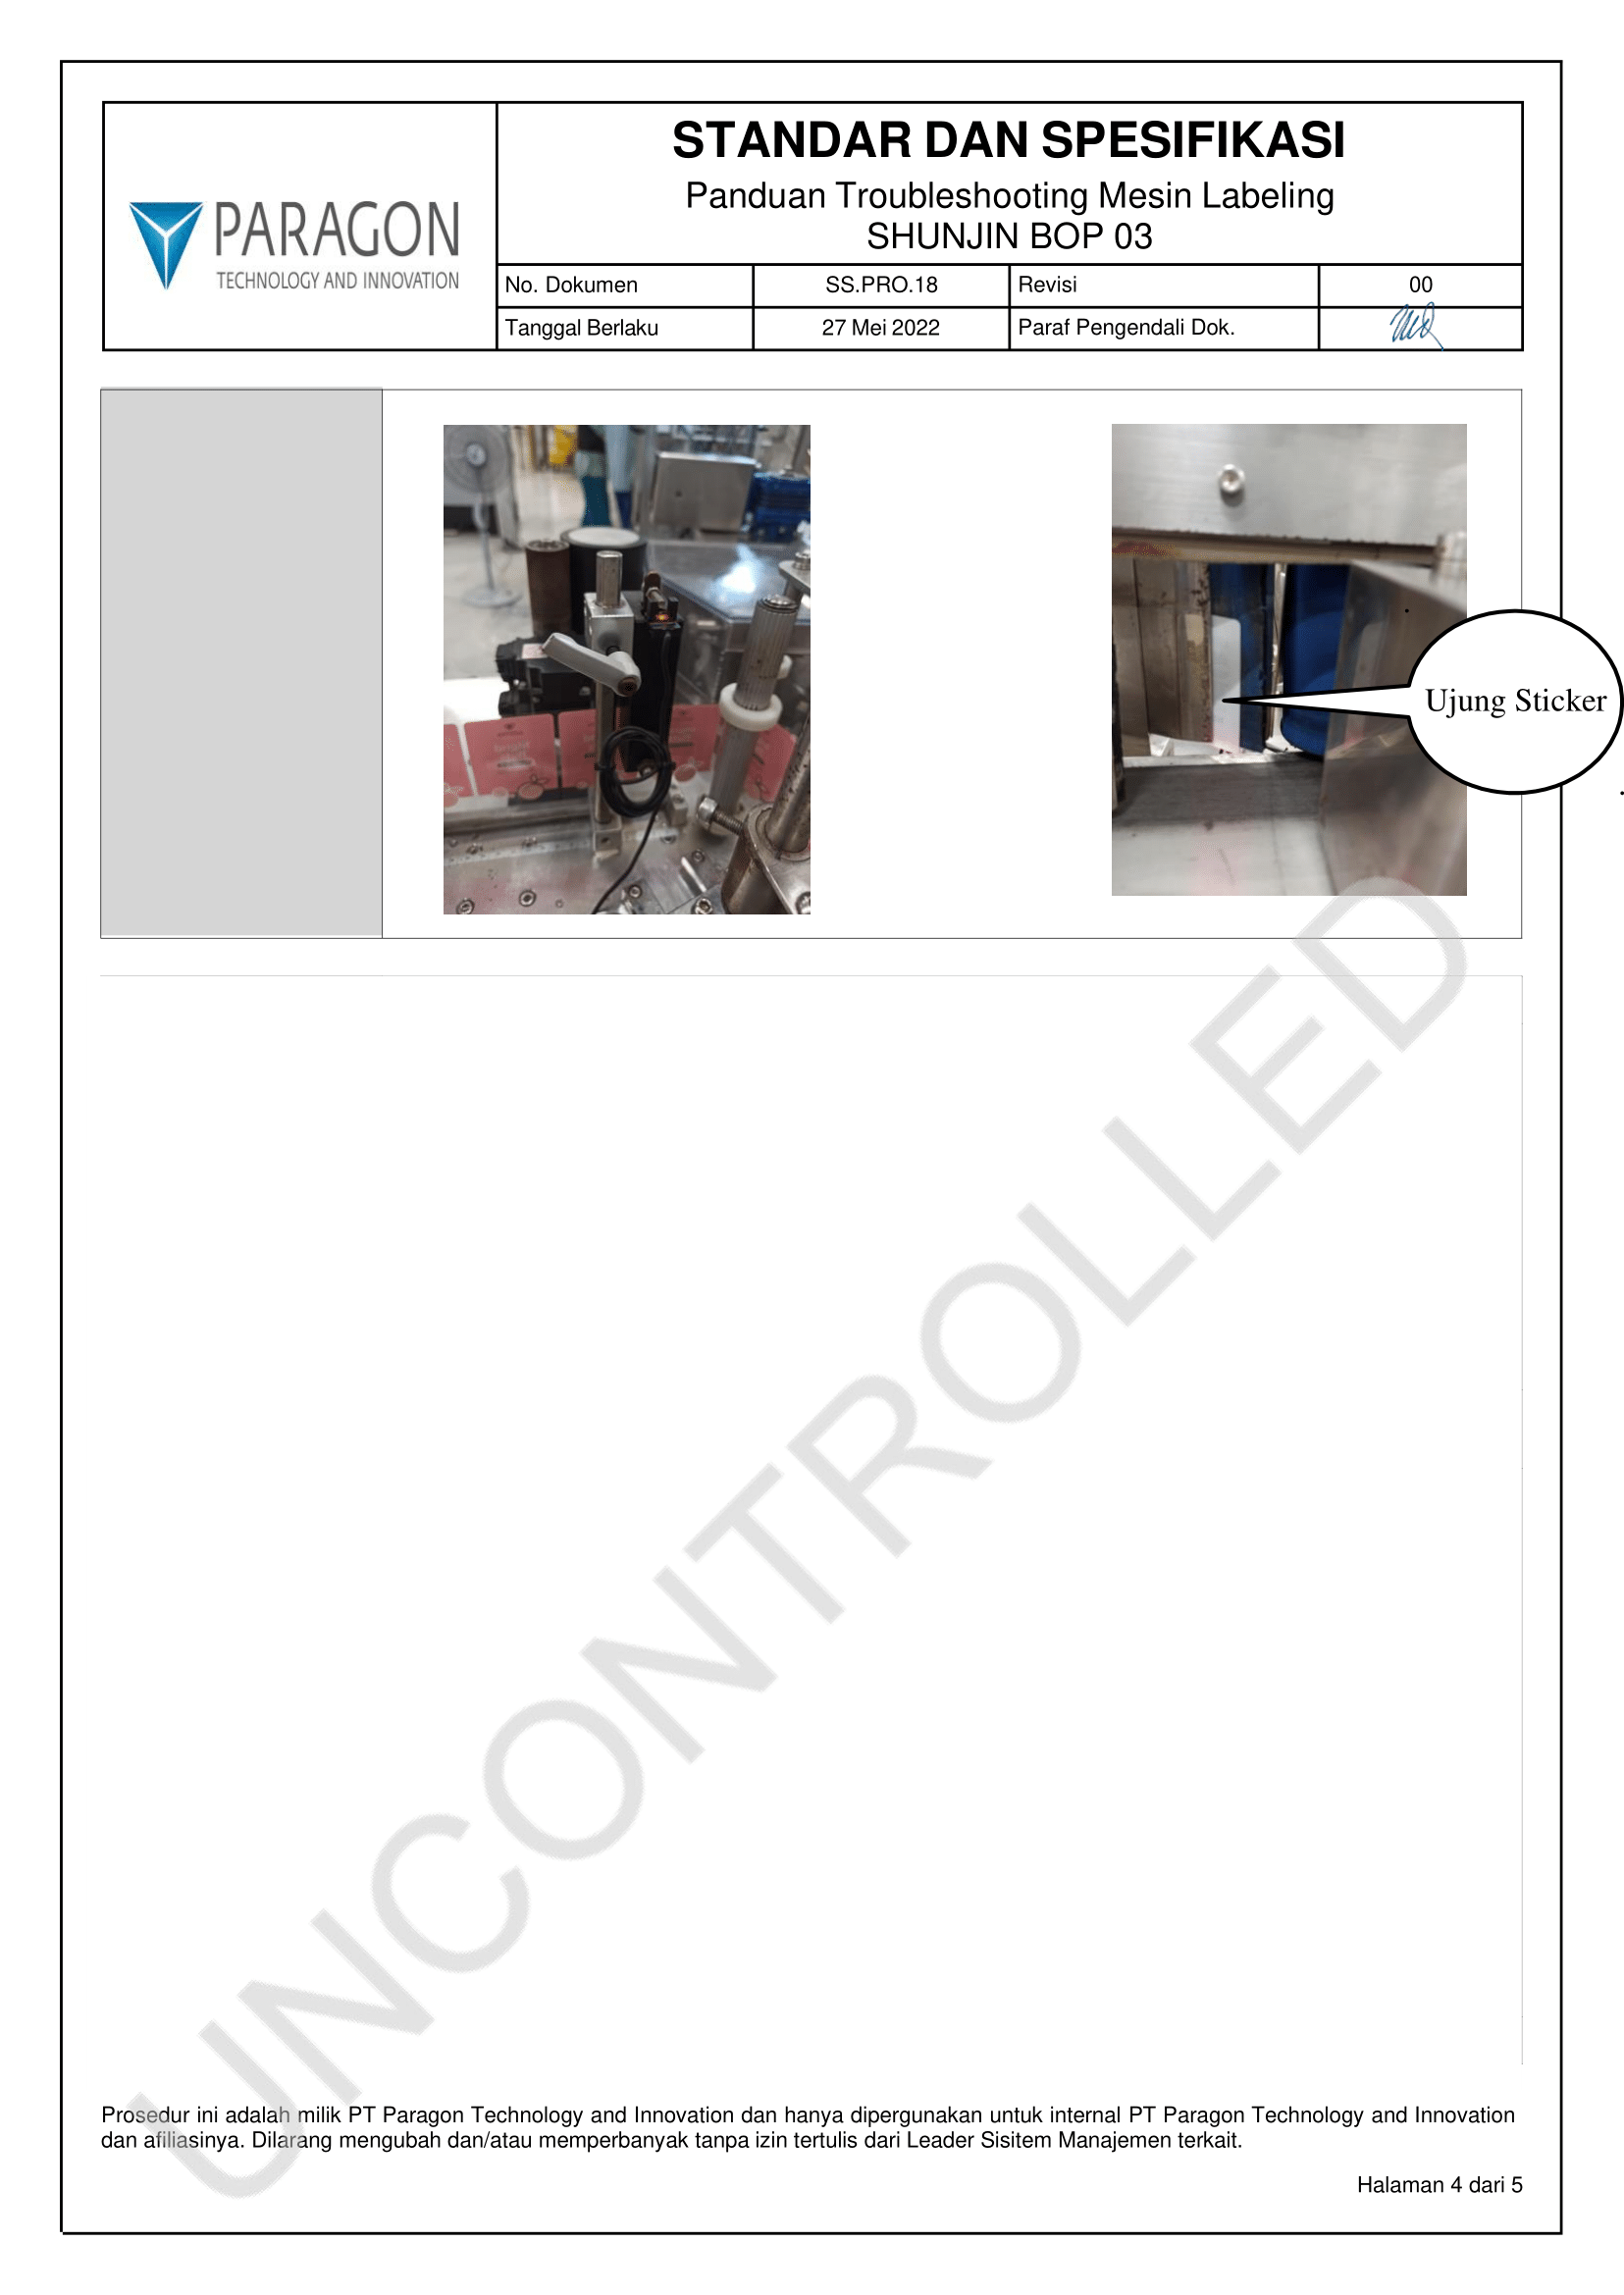 PARAGON
TECHNOLOGY AND INNOVATION
STANDAR DAN SPESIFIKASI
Panduan Troubleshooting Mesin Labeling
SHUNJIN BOP 03
No. Dokumen SS.PRO.18 Revisi 00
Tanggal Berlaku 27 Mei 2022 Paraf Pengendali Dok.
Ujung Sticker
UNCONTROLLED
Prosedur ini adalah milik PT Paragon Technology and Innovation dan hanya dipergunakan untuk internal PT Paragon Technology and Innovation
dan afiliasinya. Dilarang mengubah dan/atau memperbanyak tanpa izin tertulis dari Leader Sisitem Manajemen terkait.
Halaman 4 dari 5